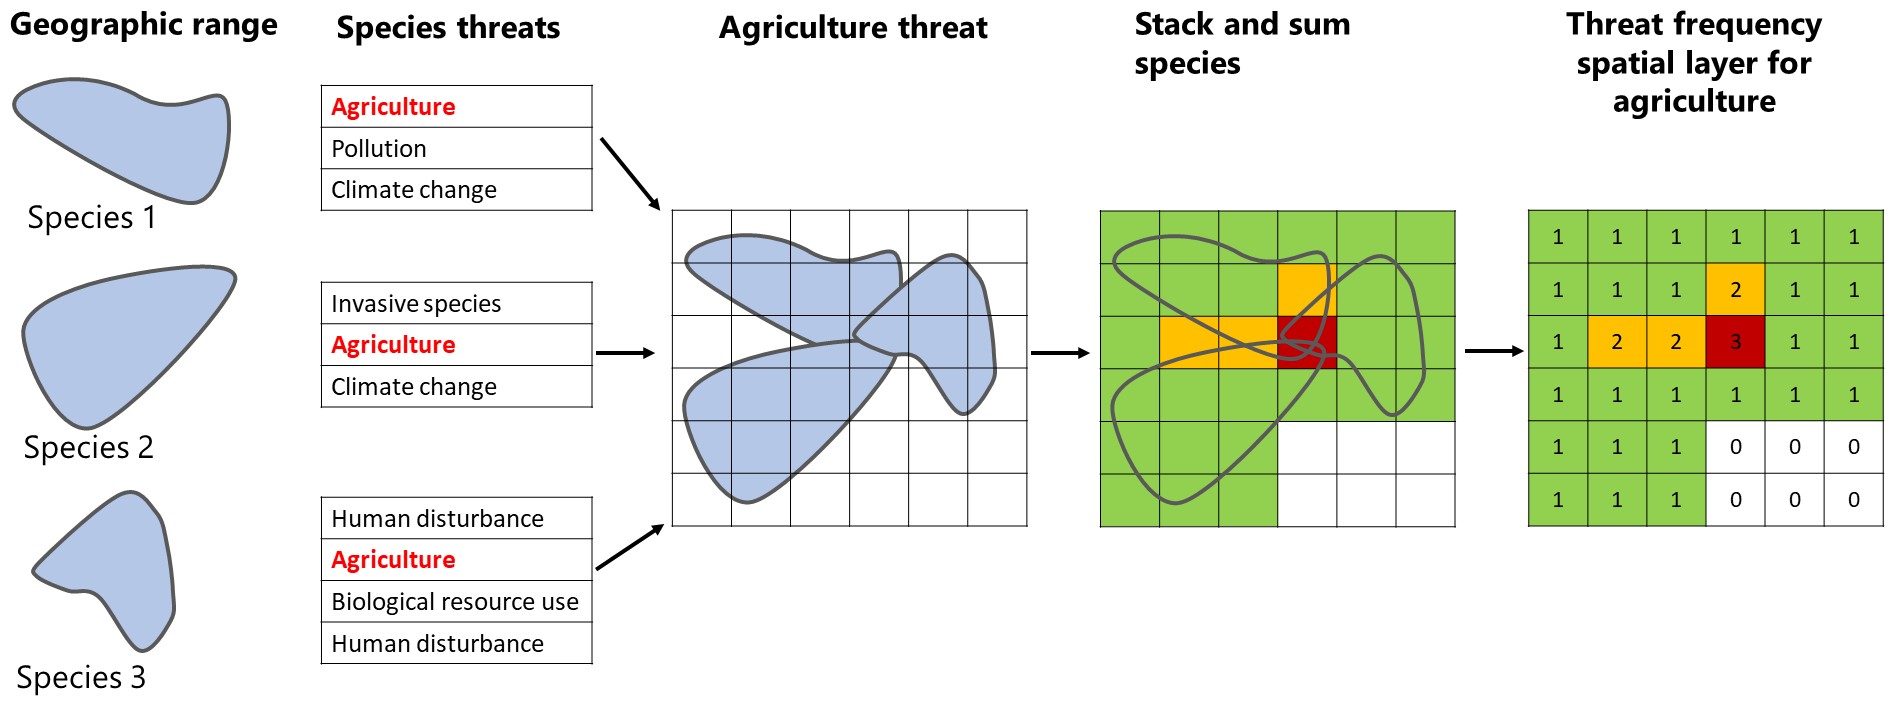 Geographic range
Species 1
Species 2
Species 3
Species threats
Agriculture
Pollution
Climate change
Invasive species
Agriculture
Climate change
Human disturbance
Agriculture
Biological resource use
Human disturbance
Agriculture threat
Stack and sum
species
Threat frequency
spatial layer for
agriculture
1 1 1 1 1 1
1 1 1 2 1 1
1 2 2 3 1 1
1 1 1 1 1 1
1 1 1 0 0 0
1 1 1 0 0 0